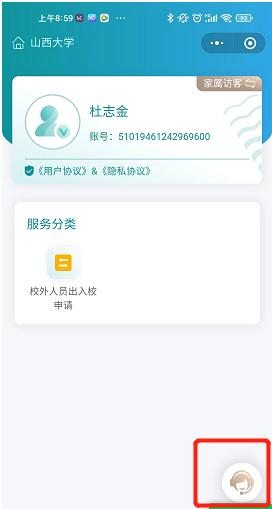 上午8:59
山西大学
家属访客
杜志金
账号：51019461242969600
《用户协议》&《隐私协议》
服务分类
校外人员出入校
申请